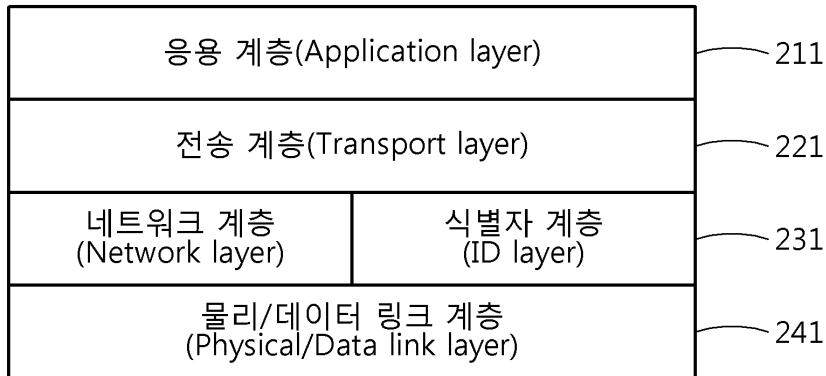 응용 계층(Application layer)
211
전송 계층(Transport layer)
221
네트워크 계층
(Network layer)
식별자 계층
(ID layer)
231
물리/데이터 링크 계층
(Physical/Data link layer)
241